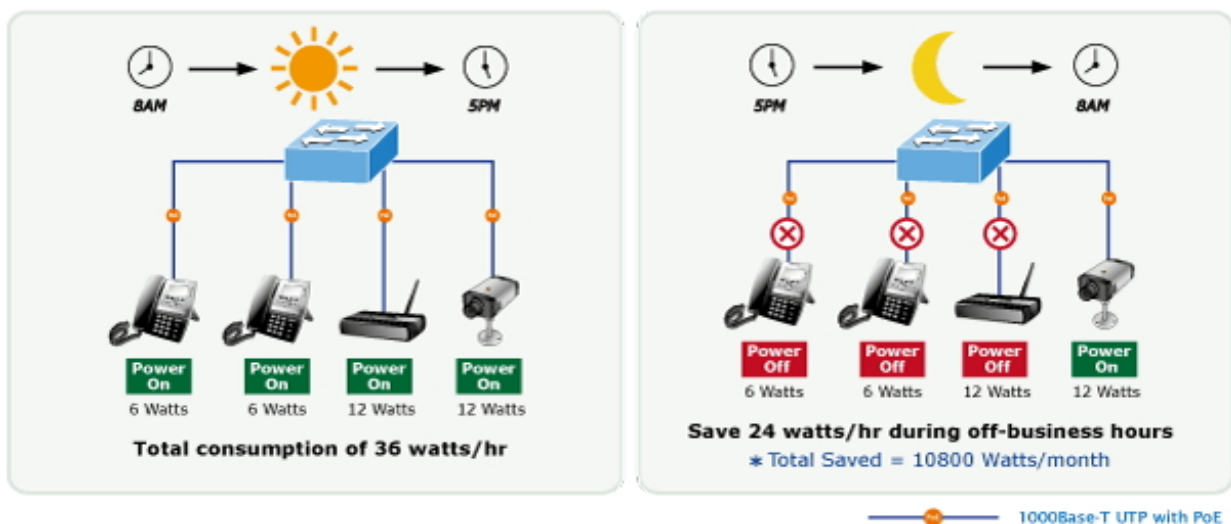 8AM
5PM
Power On
6 Watts
Power On
6 Watts
Power On
12 Watts
Power On
12 Watts
Total consumption of 36 watts/hr
5PM
8AM
Power Off
6 Watts
Power Off
6 Watts
Power Off
12 Watts
Power On
12 Watts
Save 24 watts/hr during off-business hours
* Total Saved = 10800 Watts/month
PoE
1000Base-T UTP with PoE